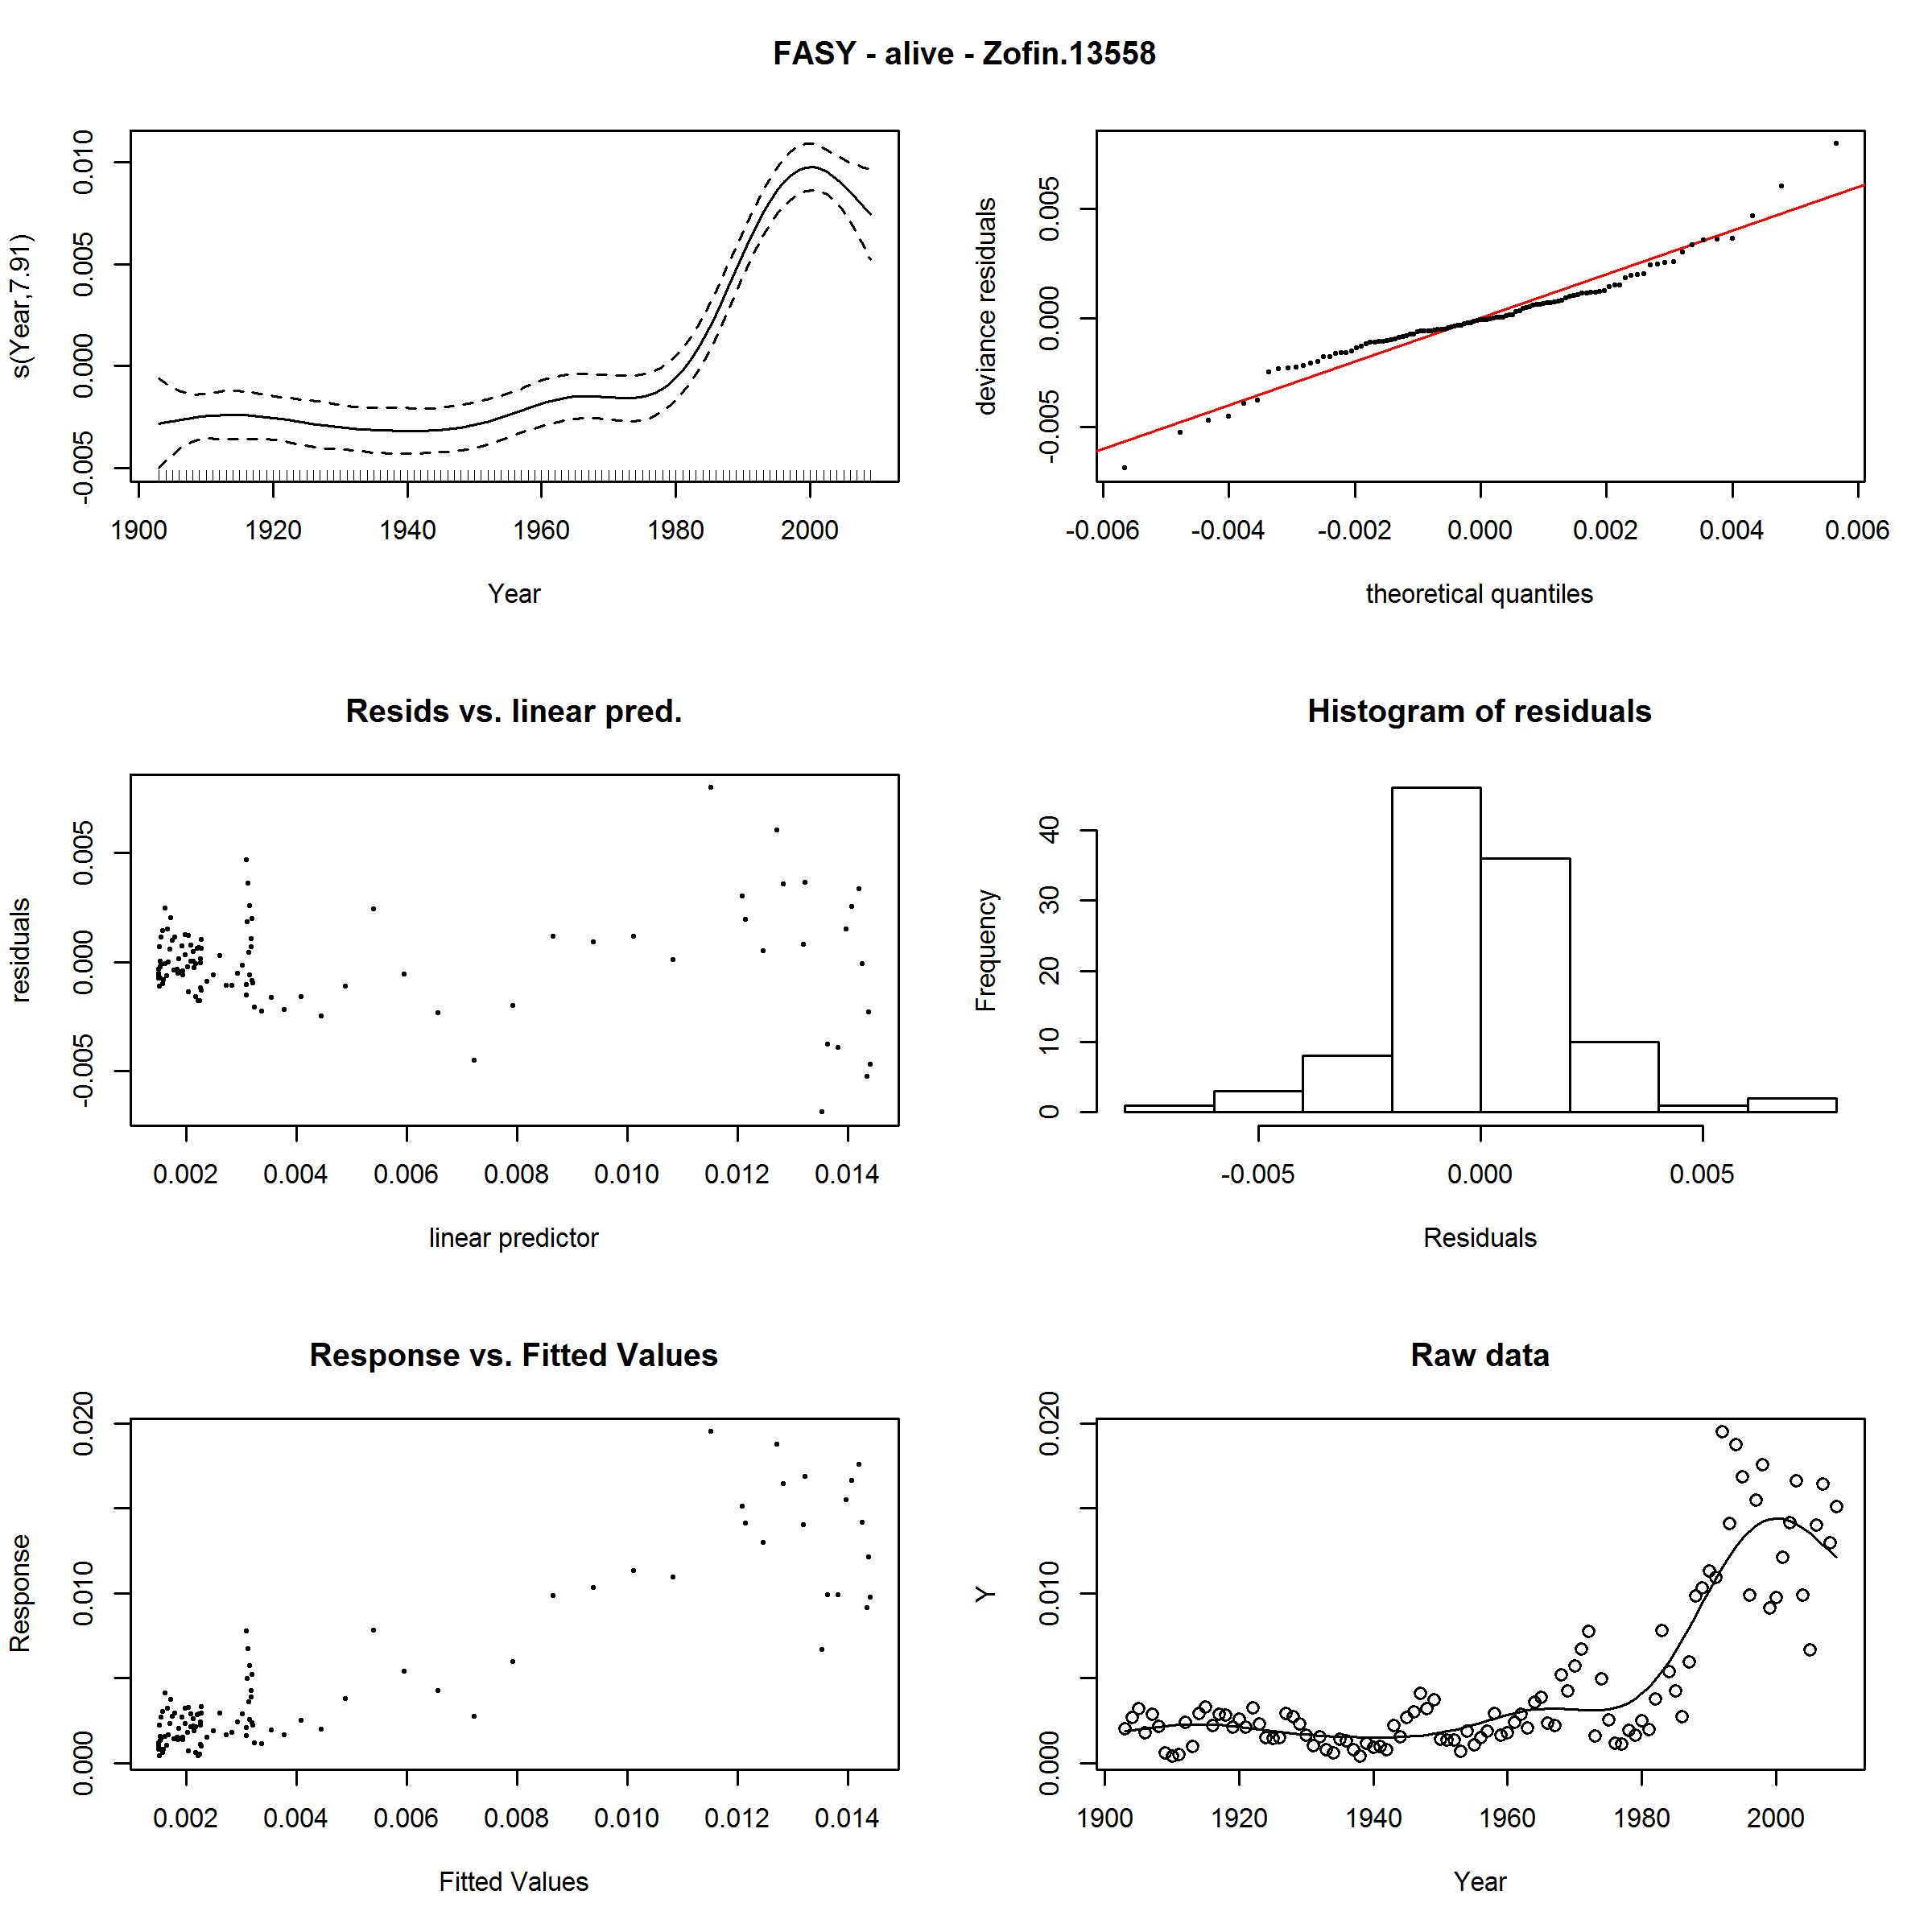 FASY - alive - Zofin.13558
s(Year,7.91)
0.010
0.005
0.000
-0.005
1900 1920 1940 1960 1980 2000
Year
deviance residuals
0.005
0.000
-0.005
-0.006 -0.004 -0.002 0.000 0.002 0.004 0.006
theoretical quantiles
Resids vs. linear pred.
residuals
0.005
0.000
-0.005
0.002 0.004 0.006 0.008 0.010 0.012 0.014
linear predictor
Histogram of residuals
Frequency
40
30
20
10
0
-0.005 0.000 0.005
Residuals
Response vs. Fitted Values
Response
0.020
0.010
0.000
0.002 0.004 0.006 0.008 0.010 0.012 0.014
Fitted Values
Raw data
Y
0.020
0.010
0.000
1900 1920 1940 1960 1980 2000
Year